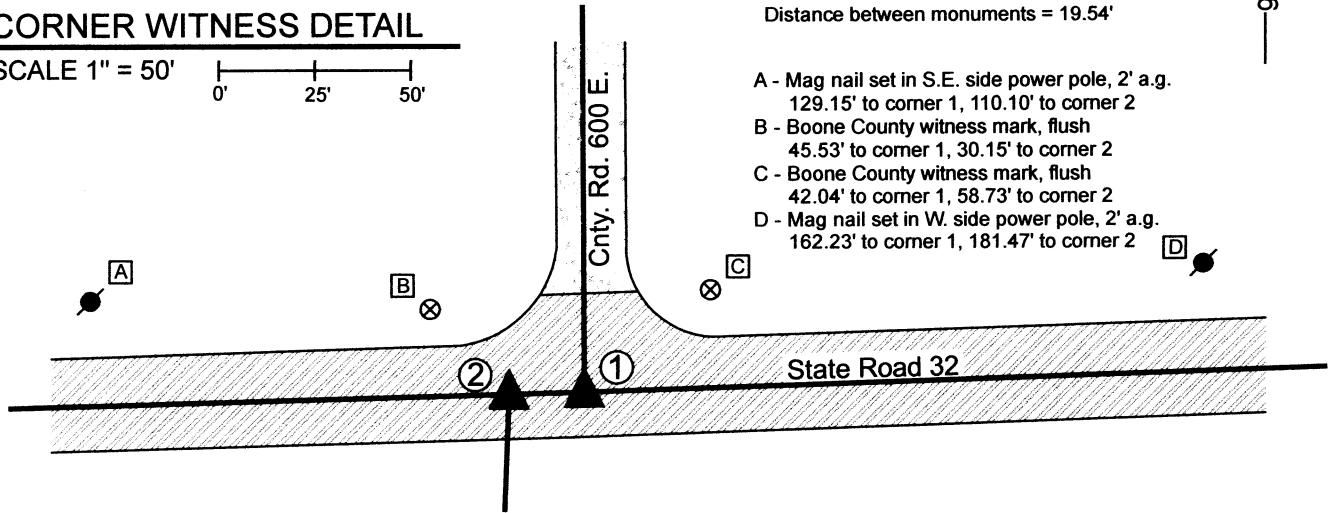 CORNER WITNESS DETAIL
SCALE 1" = 50'
0' 25' 50'
Distance between monuments = 19.54'
A - Mag nail set in S.E. side power pole, 2' a.g.
129.15' to corner 1, 110.10' to corner 2
B - Boone County witness mark, flush
45.53' to corner 1, 30.15' to corner 2
C - Boone County witness mark, flush
42.04' to corner 1, 58.73' to corner 2
D - Mag nail set in W. side power pole, 2' a.g.
162.23' to corner 1, 181.47' to corner 2
Cnty. Rd. 600 E.
A
B
C
D
2
1
State Road 32